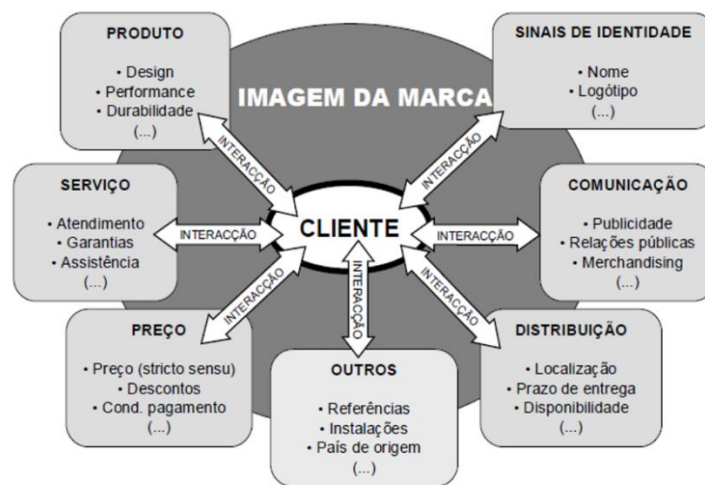 PRODUTO
• Design
• Performance
• Durabilidade
(...)
SINAIS DE IDENTIDADE
• Nome
• Logótipo
(...)
IMAGEM DA MARCA
INTERACÇÃO
INTERACÇÃO
SERVIÇO
• Atendimento
• Garantias
• Assistência
(...)
INTERACÇÃO
CLIENTE
INTERACÇÃO
COMUNICAÇÃO
• Publicidade
• Relações públicas
• Merchandising
(...)
INTERACÇÃO
INTERACÇÃO
INTERACÇÃO
PREÇO
• Preço (stricto sensu)
• Descontos
• Cond. pagamento
(...)
OUTROS
• Referências
• Instalações
• País de origem
(...)
DISTRIBUIÇÃO
• Localização
• Prazo de entrega
• Disponibilidade
(...)